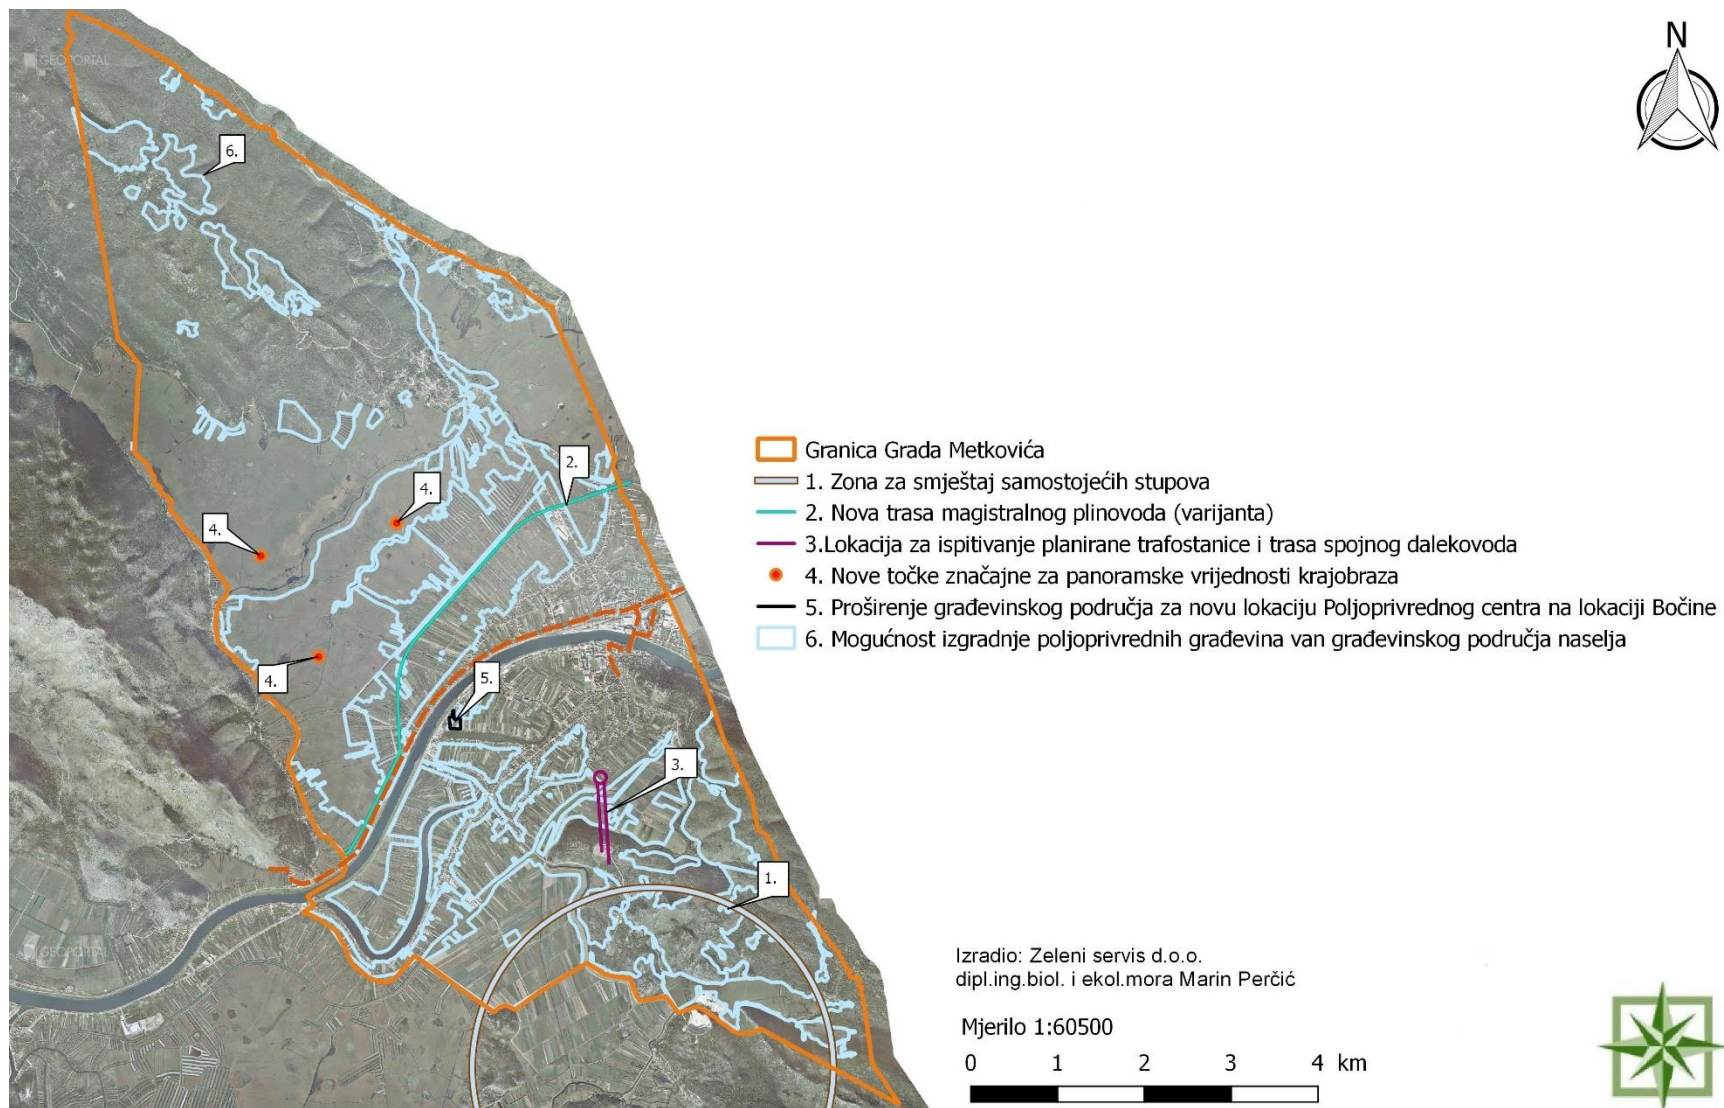 GEOPORTAL
N
6.
2.
4.
4.
4.
5.
3.
1.
Granica Grada Metkovića
1. Zona za smještaj samostojećih stupova
2. Nova trasa magistralnog plinovoda (varijanta)
3.Lokacija za ispitivanje planirane trafostanice i trasa spojnog dalekovoda
4. Nove točke značajne za panoramske vrijednosti krajobraza
5. Proširenje građevinskog područja za novu lokaciju Poljoprivrednog centra na lokaciji Bočine
6. Mogućnost izgradnje poljoprivrednih građevina van građevinskog područja naselja
GEOPORTAL
Izradio: Zeleni servis d.o.o.
dipl.ing.biol. i ekol.mora Marin Perčić
Mjerilo 1:60500
0 1 2 3 4 km